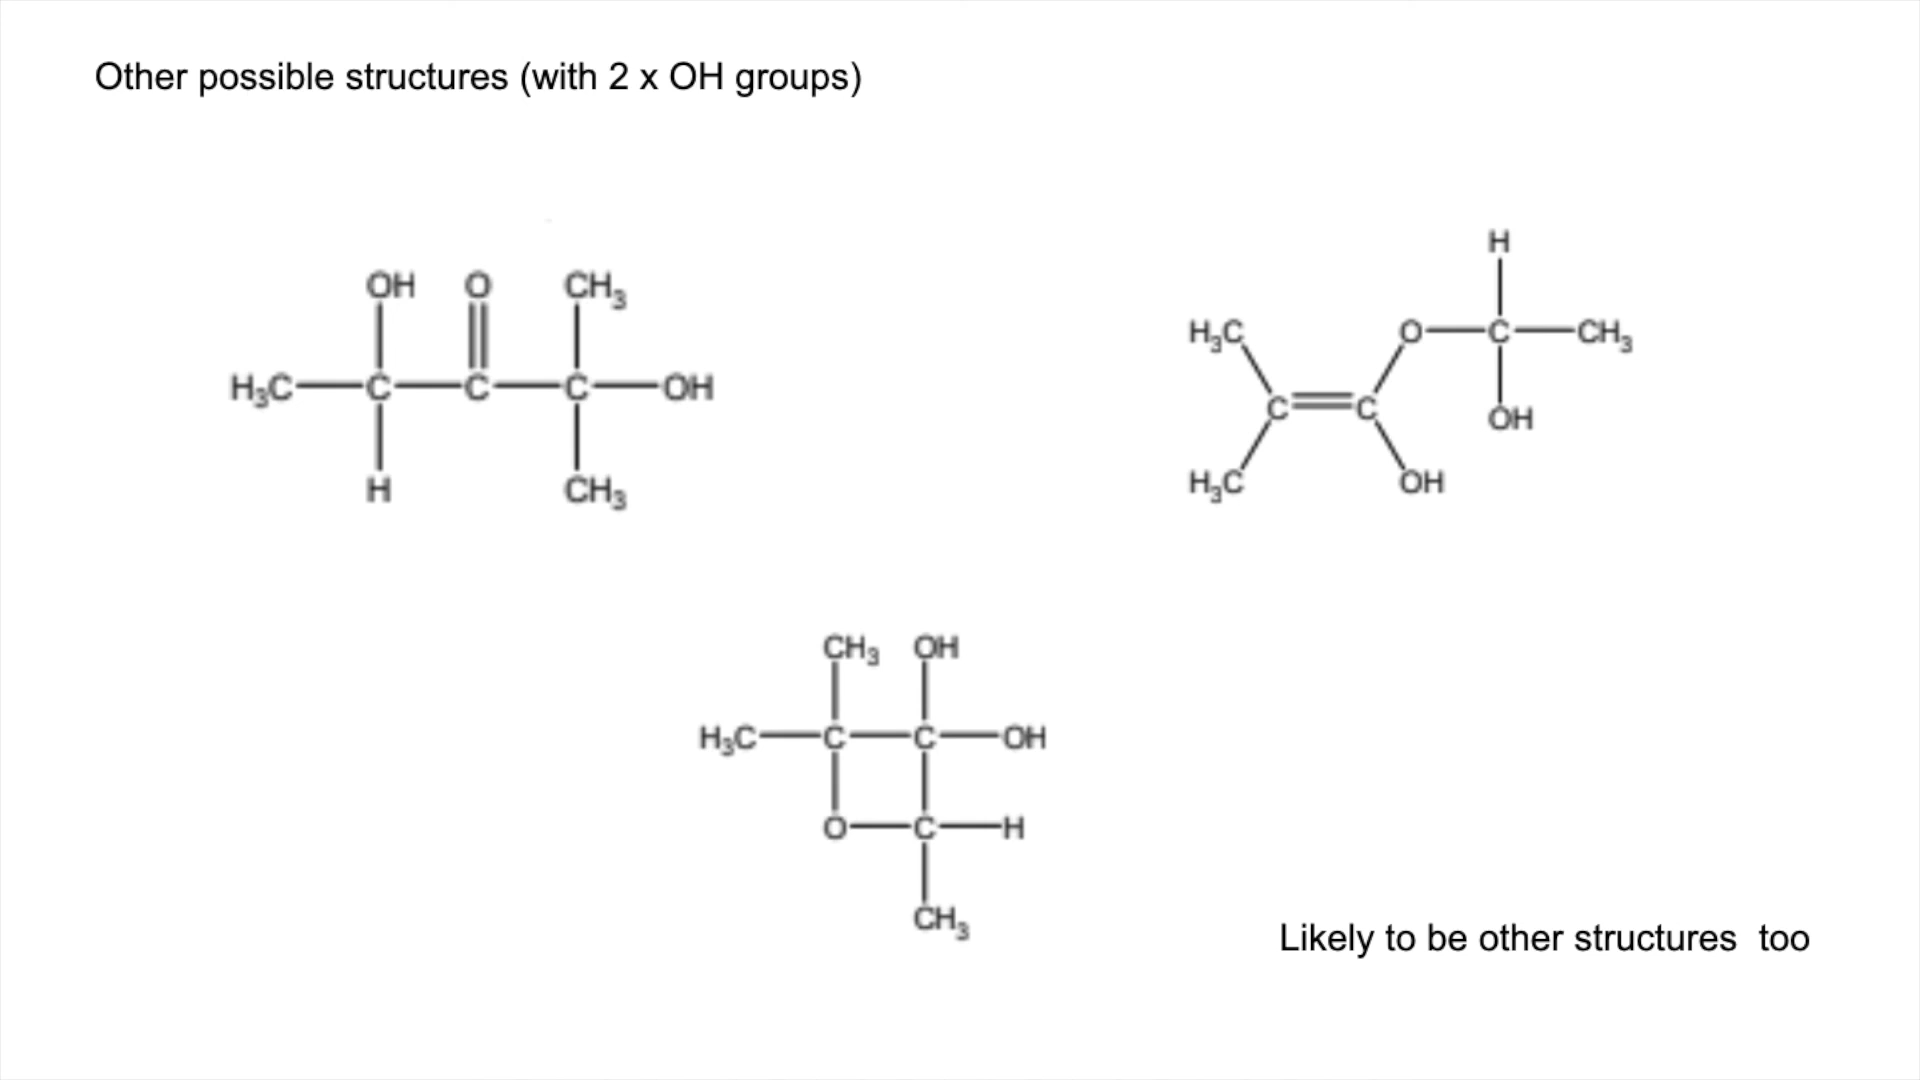 Other possible structures (with 2 x OH groups)
OH O CH₃
H₃C C C C OH
H CH₃
H
H₃C O C CH₃
C C OH
H₃C OH
CH₃ OH
H₃C C C OH
O C H
CH₃
Likely to be other structures too